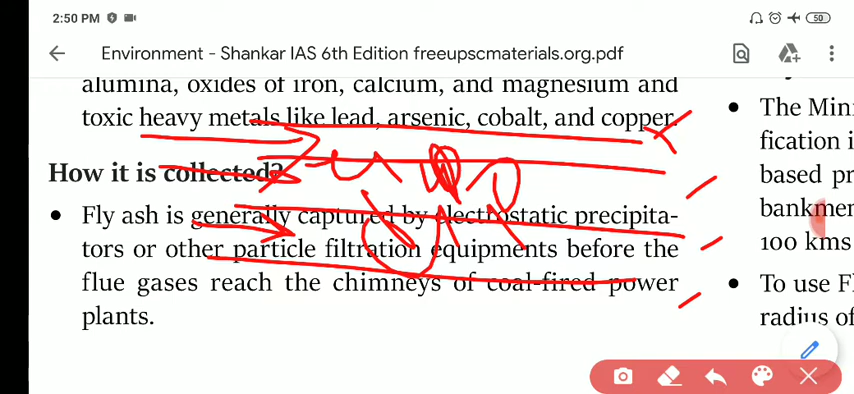 2:50 PM
50
Environment - Shankar IAS 6th Edition freeupscmaterials.org.pdf
alumina, oxides of iron, calcium, and magnesium and
toxic heavy metals like lead, arsenic, cobalt, and copper.
How it is collected?
• Fly ash is generally captured by electrostatic precipita-
tors or other particle filtration equipments before the
flue gases reach the chimneys of coal-fired power
plants.
• The Min
fication i
based pr
bankmen
100 kms
• To use F
radius of